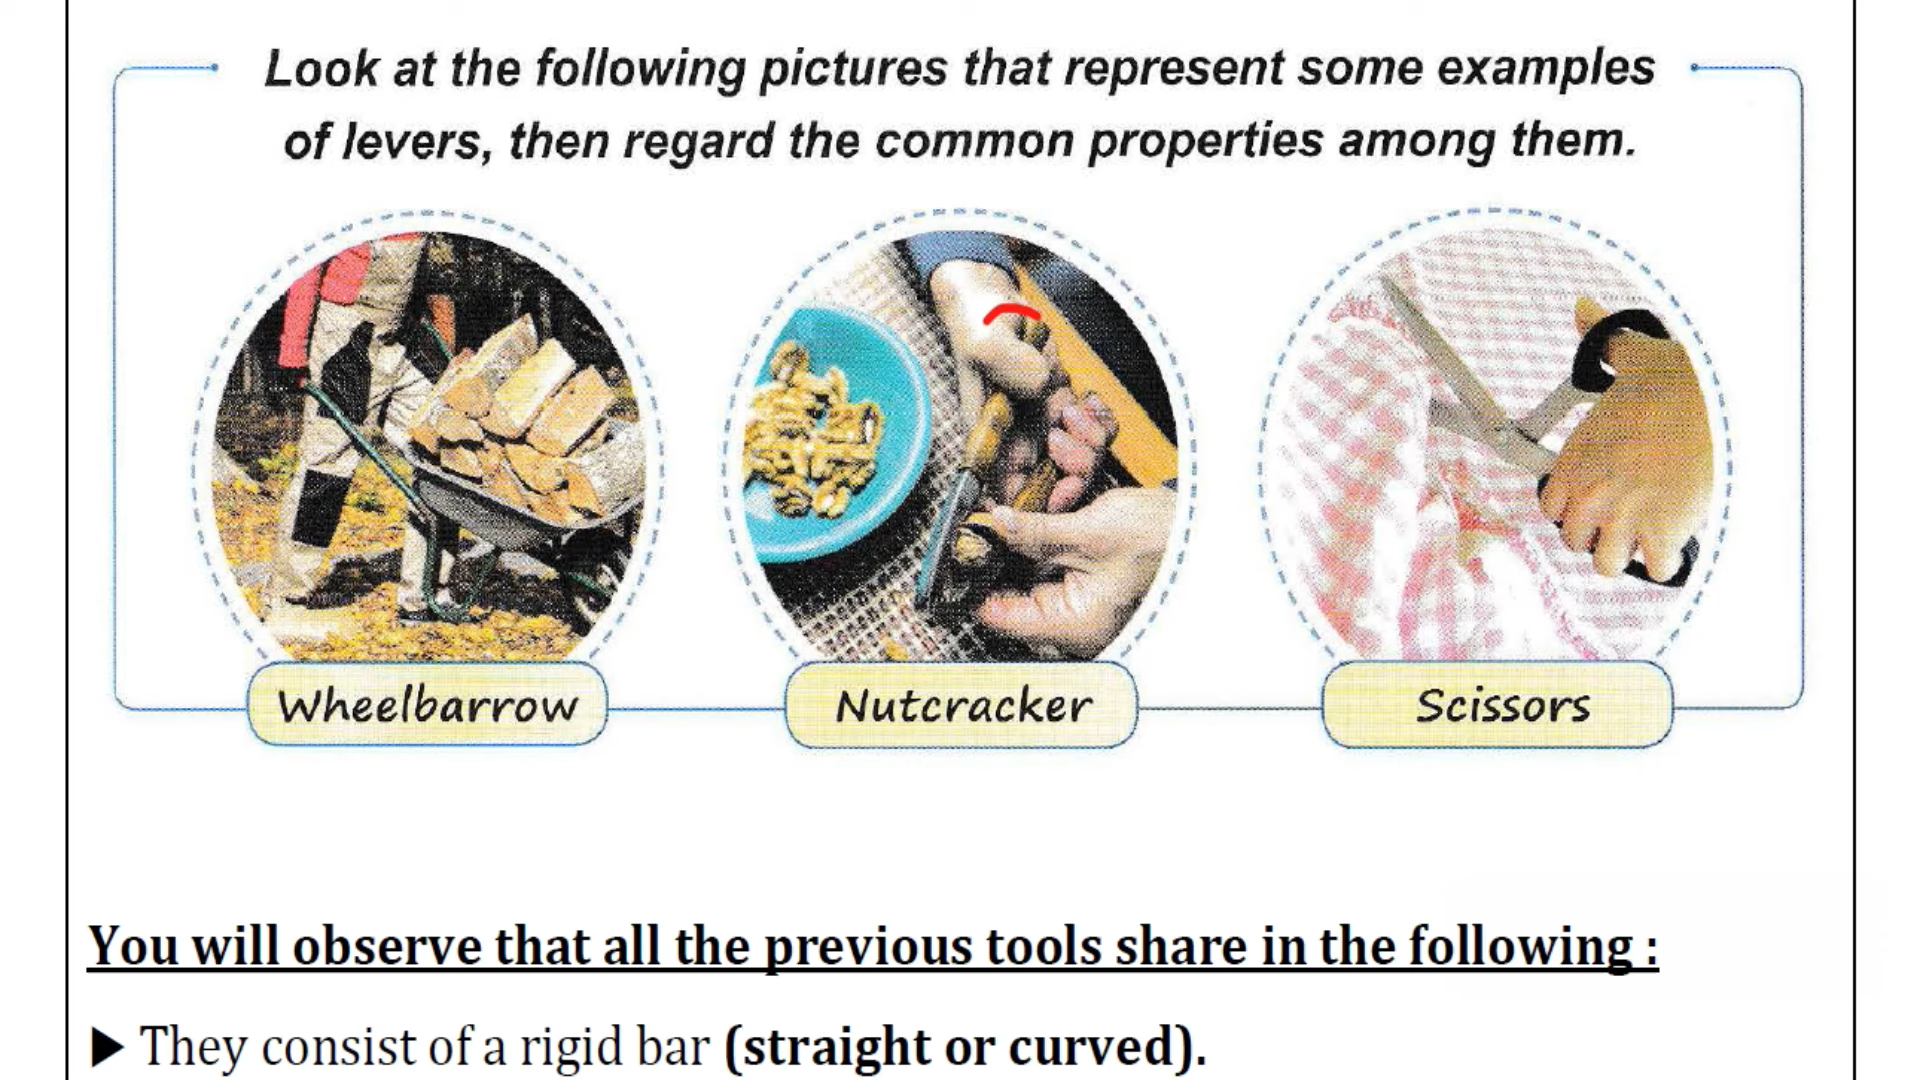 Look at the following pictures that represent some examples
of levers, then regard the common properties among them.
Wheelbarrow
Nutcracker
Scissors
You will observe that all the previous tools share in the following :
▶ They consist of a rigid bar (straight or curved).